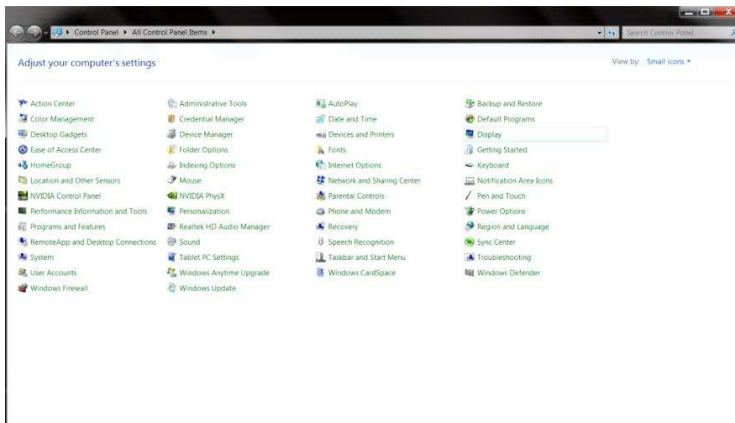 Control Panel ▸ All Control Panel Items ▸
Search Control Panel
Adjust your computer's settings
View by: Small icons
Action Center
Administrative Tools
AutoPlay
Backup and Restore
Color Management
Credential Manager
Date and Time
Default Programs
Desktop Gadgets
Device Manager
Devices and Printers
Display
Ease of Access Center
Folder Options
Fonts
Getting Started
HomeGroup
Indexing Options
Internet Options
Keyboard
Location and Other Sensors
Mouse
Network and Sharing Center
Notification Area Icons
NVIDIA Control Panel
NVIDIA PhysX
Parental Controls
Pen and Touch
Performance Information and Tools
Personalization
Phone and Modem
Power Options
Programs and Features
Realtek HD Audio Manager
Recovery
Region and Language
RemoteApp and Desktop Connections
Sound
Speech Recognition
Sync Center
System
Tablet PC Settings
Taskbar and Start Menu
Troubleshooting
User Accounts
Windows Anytime Upgrade
Windows CardSpace
Windows Defender
Windows Firewall
Windows Update